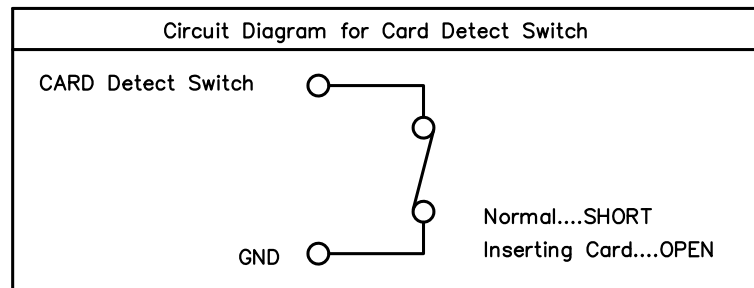 Circuit Diagram for Card Detect Switch
CARD Detect Switch
Normal....SHORT
GND
Inserting Card....OPEN